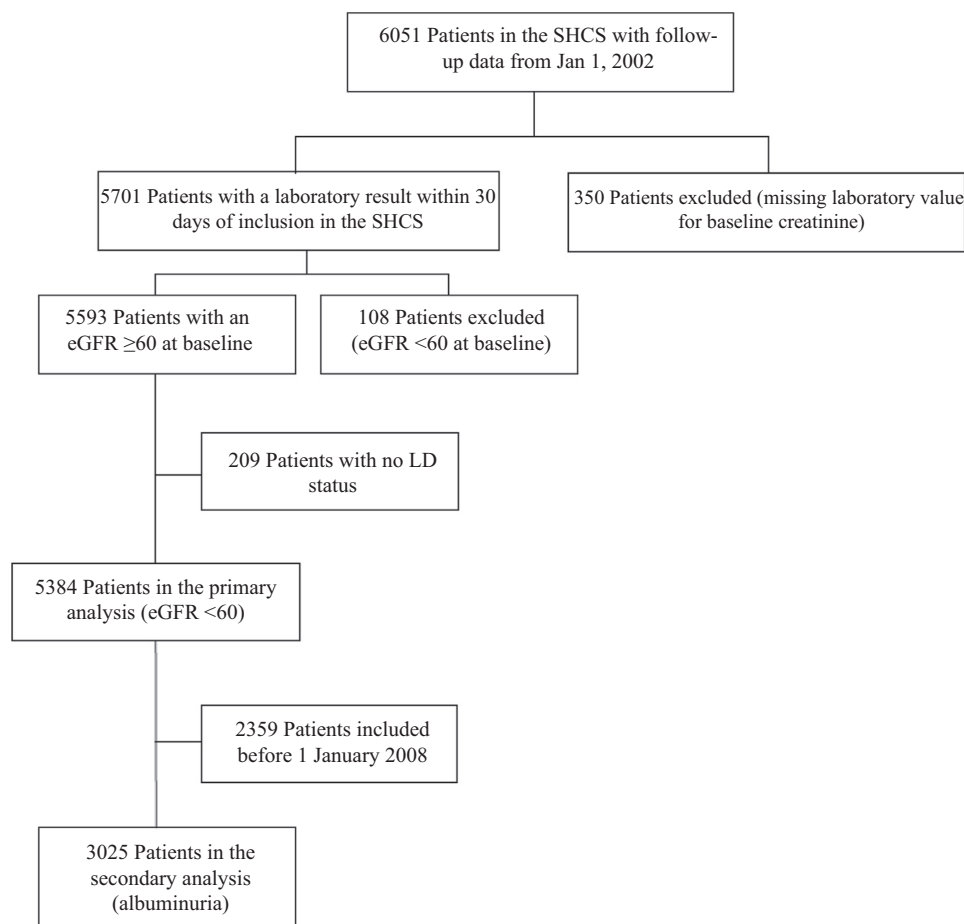 6051 Patients in the SHCS with follow-
up data from Jan 1, 2002
5701 Patients with a laboratory result within 30
days of inclusion in the SHCS
350 Patients excluded (missing laboratory value
for baseline creatinine)
5593 Patients with an
eGFR ≥60 at baseline
108 Patients excluded
(eGFR <60 at baseline)
209 Patients with no LD
status
5384 Patients in the primary
analysis (eGFR <60)
2359 Patients included
before 1 January 2008
3025 Patients in the
secondary analysis
(albuminuria)